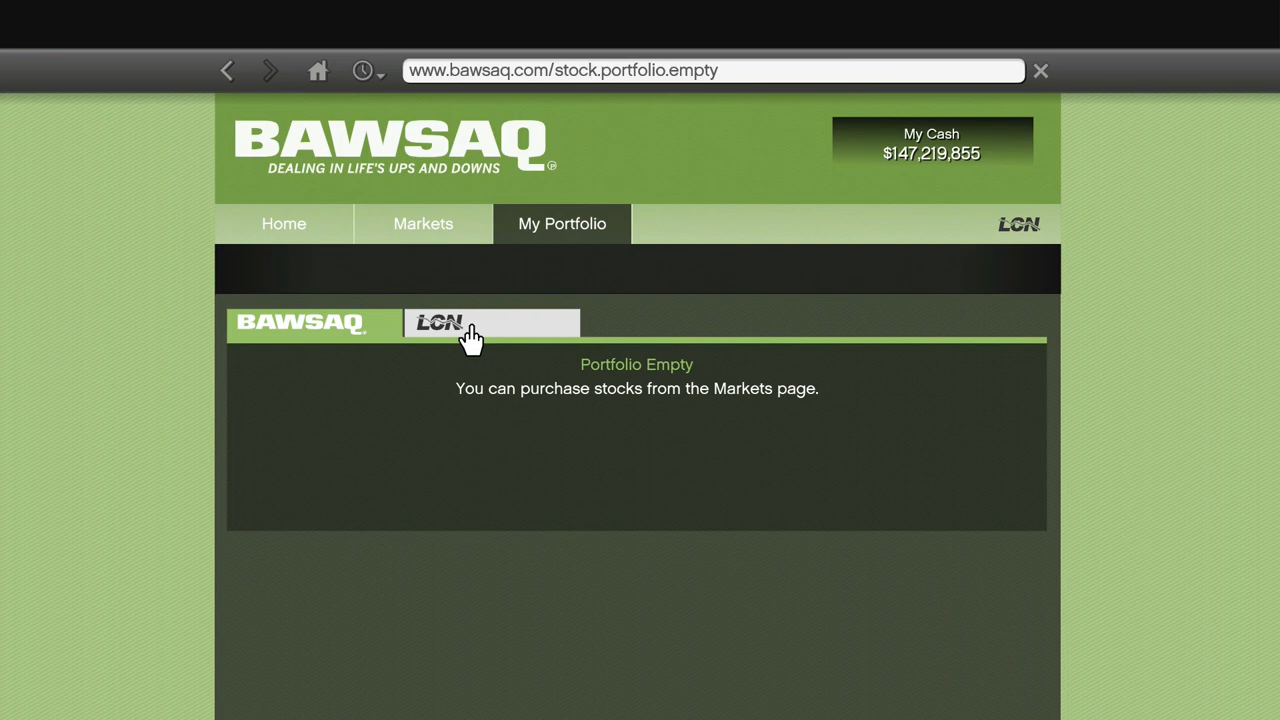 www.bawsaq.com/stock.portfolio.empty
BAWSAQ
DEALING IN LIFE'S UPS AND DOWNS
My Cash
$147,219,855
Home
Markets
My Portfolio
LCN
BAWSAQ
LCN
Portfolio Empty
You can purchase stocks from the Markets page.